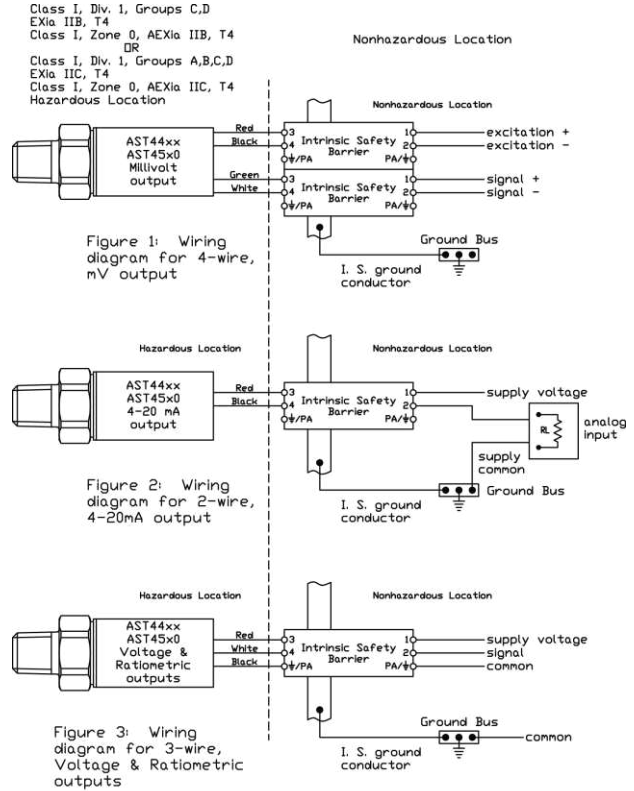 Class I, Div. 1, Groups C,D
EXia IIB, T4
Class I, Zone 0, AEXia IIB, T4
OR
Class I, Div. 1, Groups A,B,C,D
EXia IIC, T4
Class I, Zone 0, AEXia IIC, T4
Hazardous Location
Nonhazardous Location
Nonhazardous Location
AST44xx
AST45x0
Millivolt
output
Red
Black
Green
White
3
4
⏚/PA
Intrinsic Safety
Barrier
1
2
PA/⏚
excitation +
excitation -
3
4
⏚/PA
Intrinsic Safety
Barrier
1
2
PA/⏚
signal +
signal -
Ground Bus
I. S. ground
conductor
Figure 1: Wiring
diagram for 4-wire,
mV output
Hazardous Location
Nonhazardous Location
AST44xx
AST45x0
4-20 mA
output
Red
Black
3
4
⏚/PA
Intrinsic Safety
Barrier
1
2
PA/⏚
supply voltage
RL
analog
input
supply
common
Ground Bus
I. S. ground
conductor
Figure 2: Wiring
diagram for 2-wire,
4-20mA output
Hazardous Location
Nonhazardous Location
AST44xx
AST45x0
Voltage &
Ratiometric
outputs
Red
White
Black
3
4
⏚/PA
Intrinsic Safety
Barrier
1
2
PA/⏚
supply voltage
signal
common
Ground Bus
common
I. S. ground
conductor
Figure 3: Wiring
diagram for 3-wire,
Voltage & Ratiometric
outputs